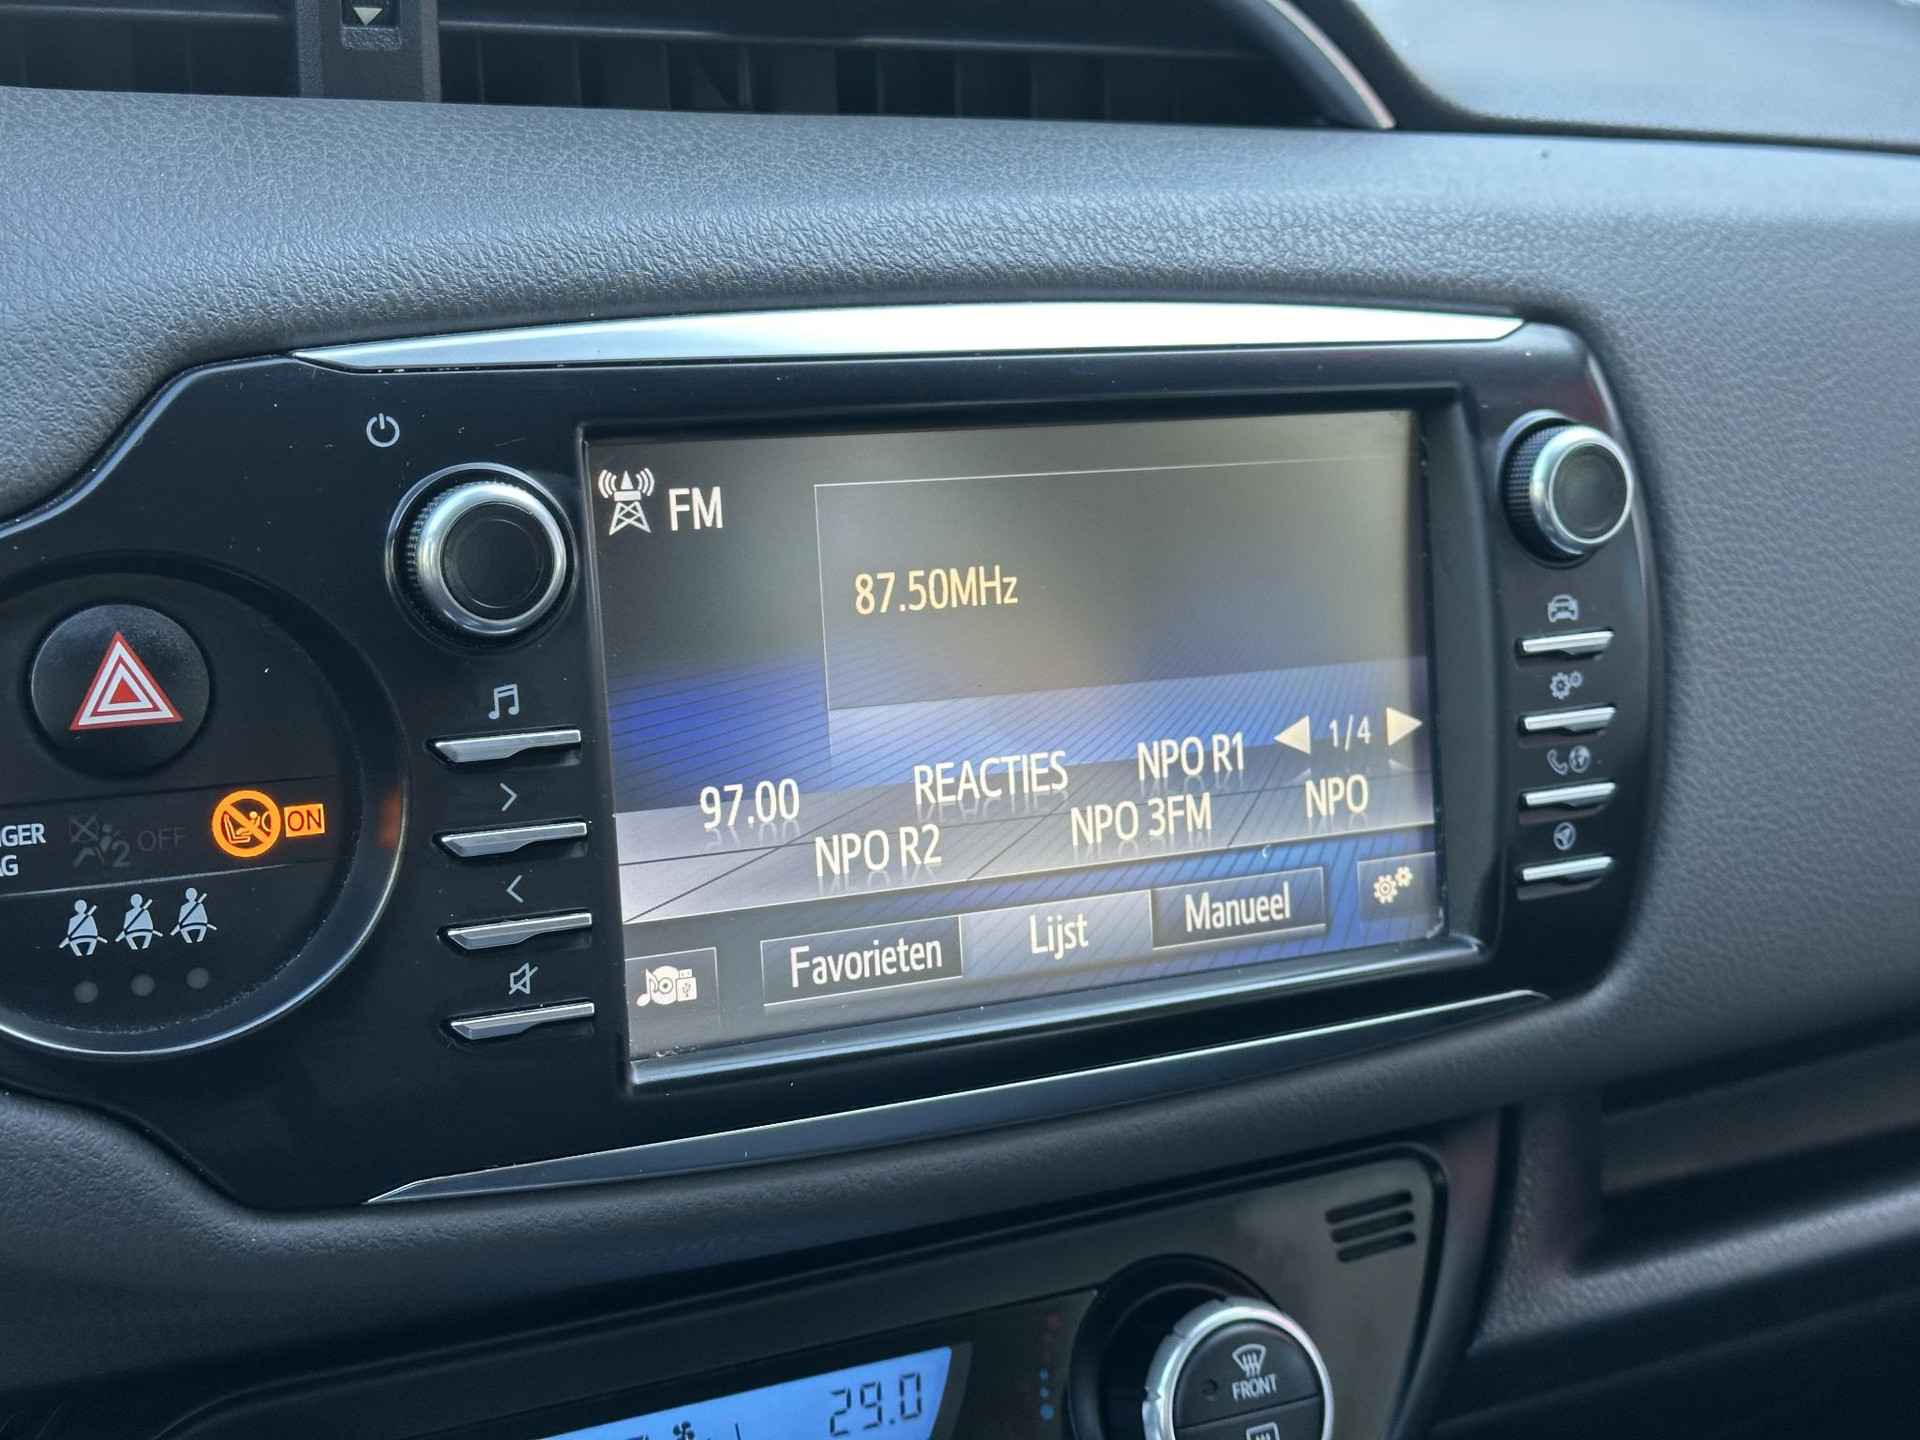 FM
87.50MHz
1/4
97.00 REACTIES NPO R1
NPO R2 NPO 3FM NPO
Favorieten Lijst Manueel
OFF
ON
2
29.0
FRONT